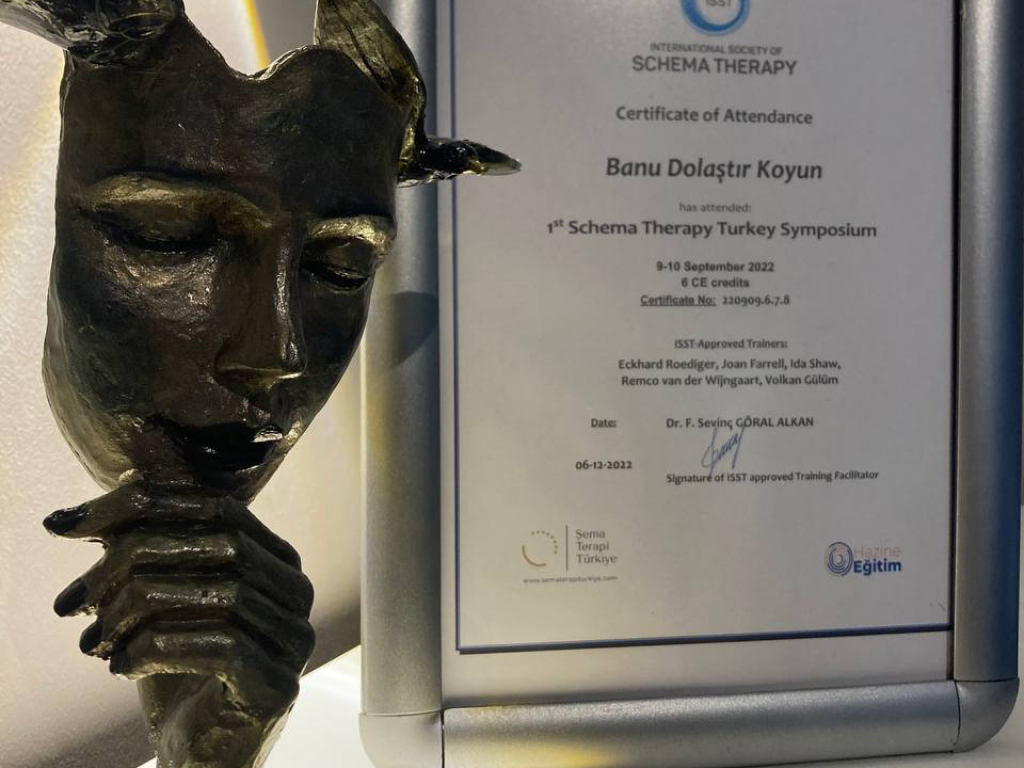 ISST
INTERNATIONAL SOCIETY OF
SCHEMA THERAPY
Certificate of Attendance
Banu Dolaştır Koyun
has attended:
1st Schema Therapy Turkey Symposium
9-10 September 2022
6 CE credits
Certificate No: 220909.6.7.8
ISST-Approved Trainers:
Eckhard Roediger, Joan Farrell, Ida Shaw,
Remco van der Wijngaart, Volkan Gülüm
Date: Dr. F. Sevinç GÖRAL ALKAN
06-12-2022
Signature of ISST approved Training Facilitator
Şema
Terapi
Türkiye
www.sematerapiturkiye.com
Hazine
Eğitim